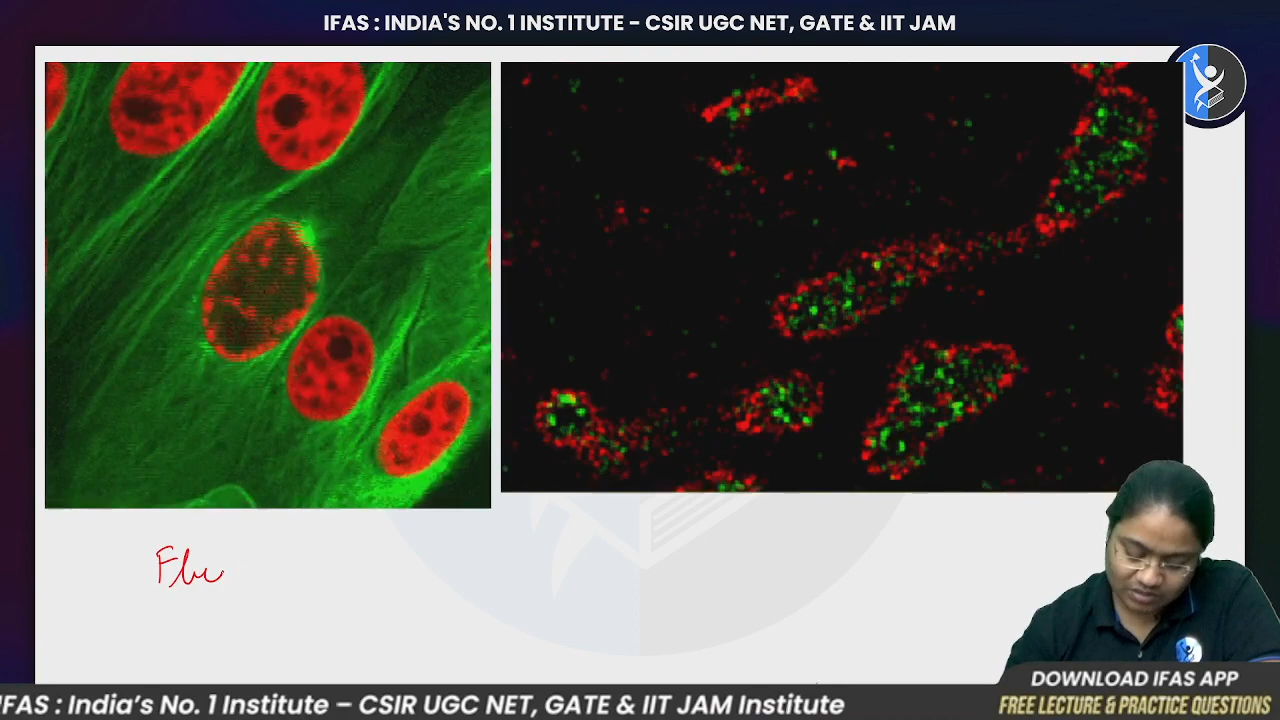 IFAS : INDIA'S NO. 1 INSTITUTE – CSIR UGC NET, GATE & IIT JAM
Flu
DOWNLOAD IFAS APP
FREE LECTURE & PRACTICE QUESTIONS
IFAS : India’s No. 1 Institute – CSIR UGC NET, GATE & IIT JAM Institute